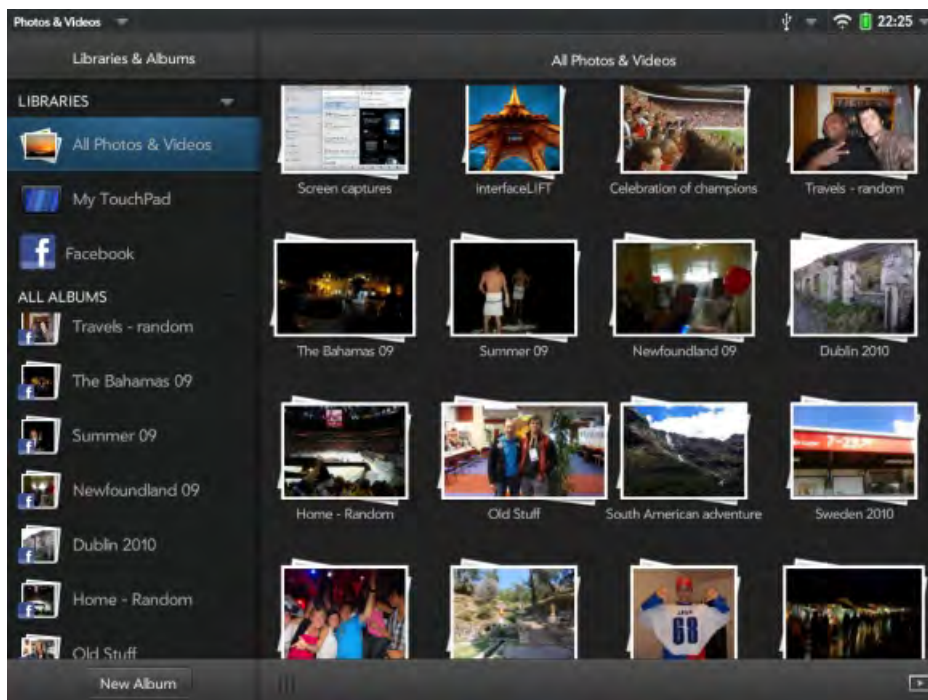 Photos & Videos
22:25
Libraries & Albums
All Photos & Videos
LIBRARIES
All Photos & Videos
My TouchPad
Facebook
ALL ALBUMS
Travels - random
The Bahamas 09
Summer 09
Newfoundland 09
Dublin 2010
Home - Random
Old Stuff
New Album
Screen captures
interfaceLIFT
Celebration of champions
Travels - random
The Bahamas 09
Summer 09
Newfoundland 09
Dublin 2010
Home - Random
Old Stuff
South American adventure
Sweden 2010
68